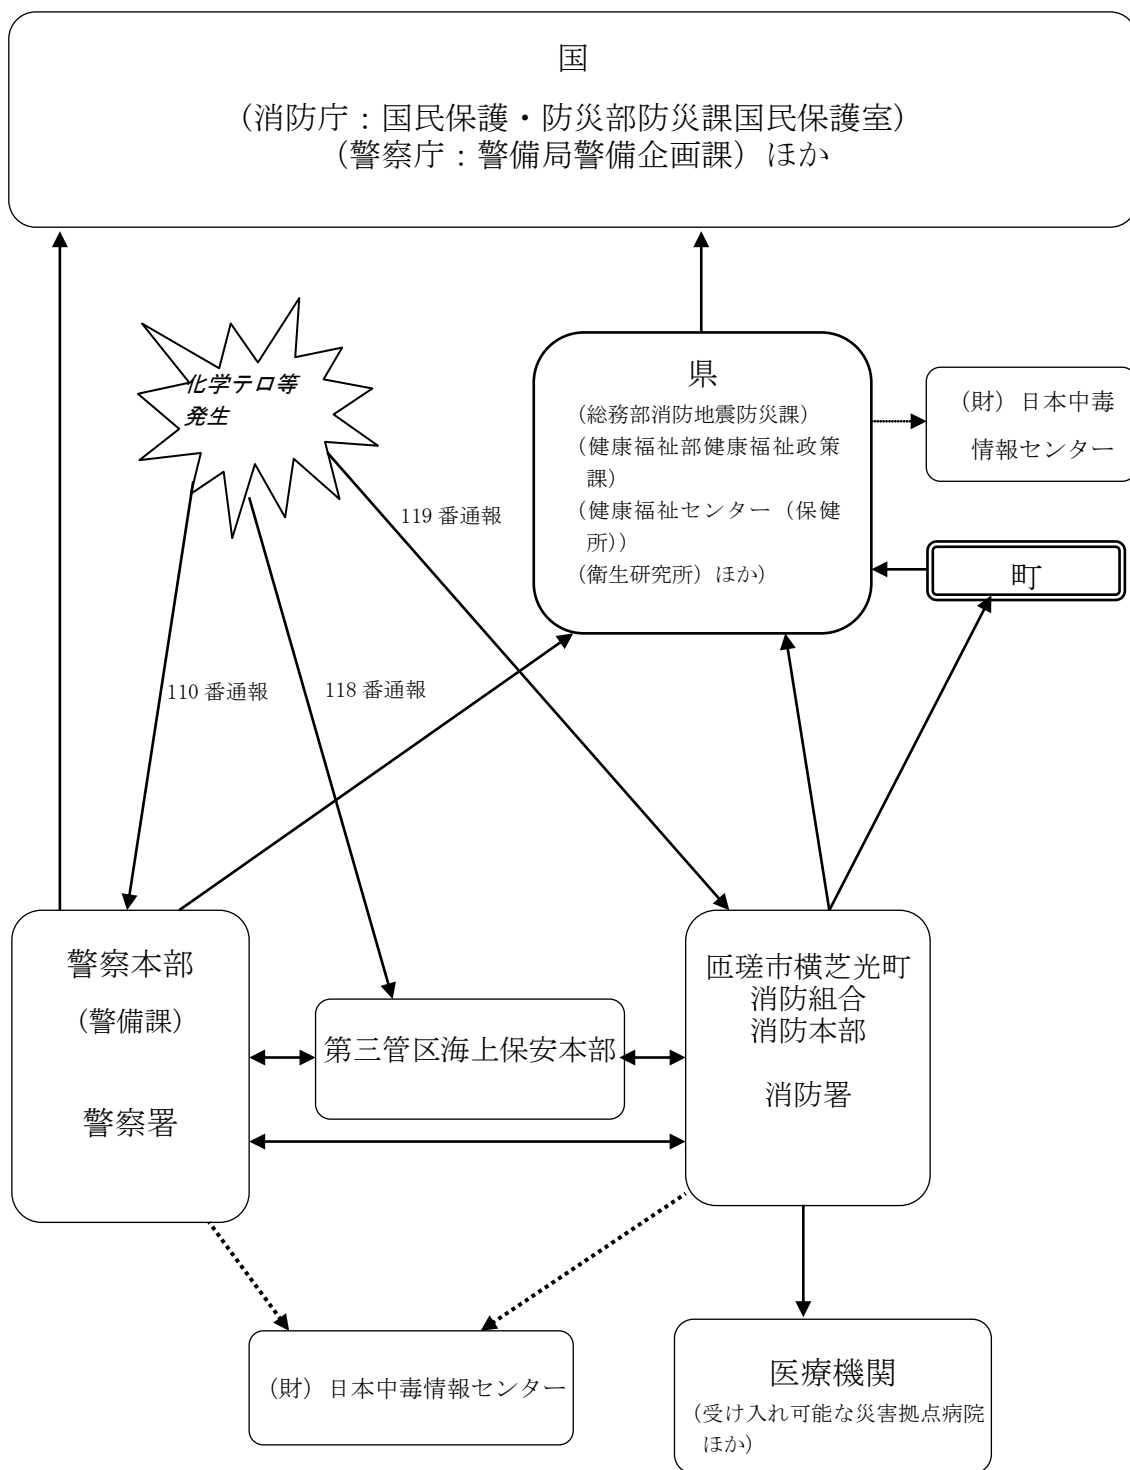 国
（消防庁：国民保護・防災部防災課国民保護室）
（警察庁：警備局警備企画課）ほか
化学テロ等
発生
県
（総務部消防地震防災課）
（健康福祉部健康福祉政策
課）
（健康福祉センター（保健
所））
（衛生研究所）ほか）
（財）日本中毒
情報センター
町
119 番通報
110 番通報
118 番通報
警察本部
（警備課）
警察署
第三管区海上保安本部
匝瑳市横芝光町
消防組合
消防本部
消防署
（財）日本中毒情報センター
医療機関
（受け入れ可能な災害拠点病院
ほか）